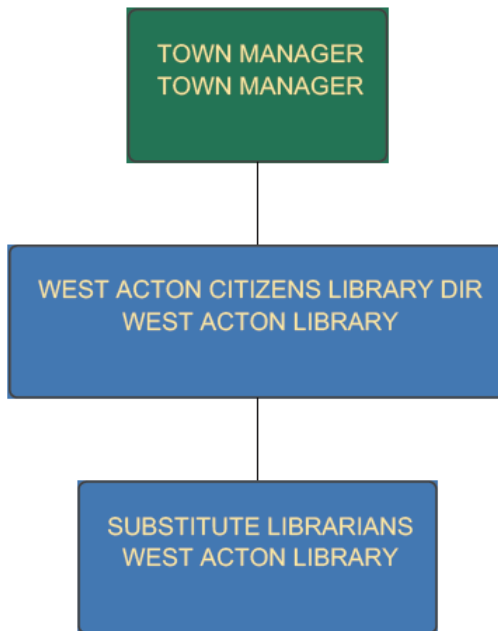 TOWN MANAGER
TOWN MANAGER
WEST ACTON CITIZENS LIBRARY DIR
WEST ACTON LIBRARY
SUBSTITUTE LIBRARIANS
WEST ACTON LIBRARY